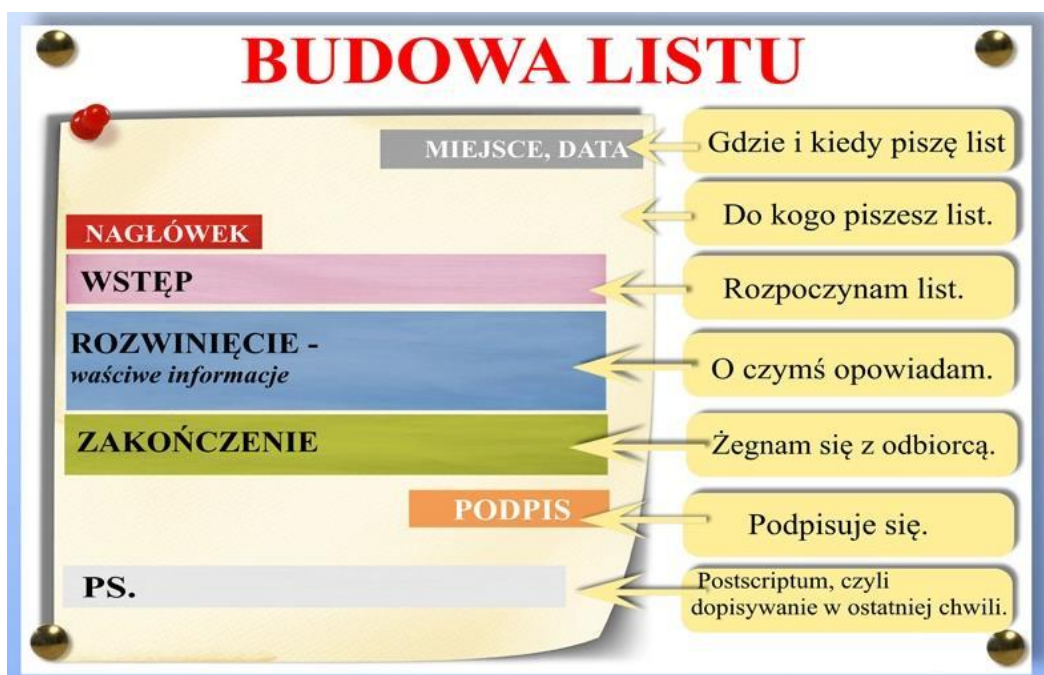 BUDOWA LISTU
MIEJSCE, DATA
Gdzie i kiedy piszę list
Do kogo piszesz list.
NAGŁÓWEK
WSTĘP
Rozpoczynam list.
ROZWINIĘCIE -
waściwe informacje
O czymś opowiadam.
ZAKOŃCZENIE
Żegnam się z odbiorcą.
PODPIS
Podpisuje się.
PS.
Postscriptum, czyli
dopisywanie w ostatniej chwili.